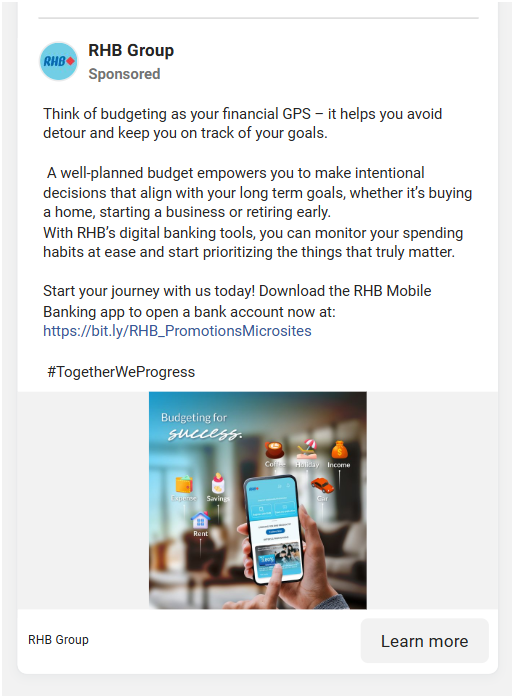 RHB
RHB Group
Sponsored
Think of budgeting as your financial GPS – it helps you avoid
detour and keep you on track of your goals.
A well-planned budget empowers you to make intentional
decisions that align with your long term goals, whether it’s buying
a home, starting a business or retiring early.
With RHB’s digital banking tools, you can monitor your spending
habits at ease and start prioritizing the things that truly matter.
Start your journey with us today! Download the RHB Mobile
Banking app to open a bank account now at:
https://bit.ly/RHB_PromotionsMicrosites
#TogetherWeProgress
Budgeting for
success.
Coffee Holiday Income
Expense Savings Car
Rent
RHB Group
Learn more